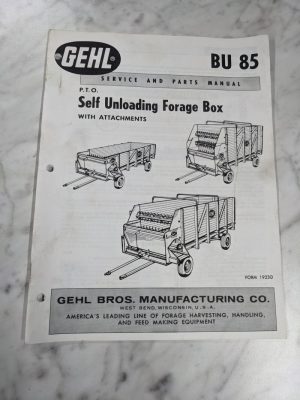 GEHL
BU 85
SERVICE AND PARTS MANUAL
P.T.O.
Self Unloading Forage Box
WITH ATTACHMENTS
FORM 19250
GEHL BROS. MANUFACTURING CO.
WEST BEND, WISCONSIN, U.S.A.
AMERICA'S LEADING LINE OF FORAGE HARVESTING, HANDLING,
AND FEED MAKING EQUIPMENT